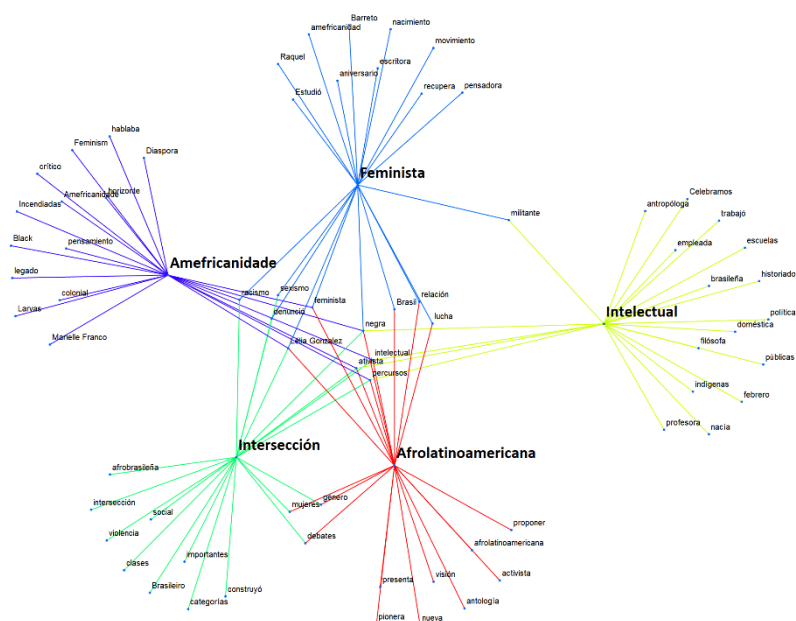 Barreto
nacimiento
amefricanidad
movimiento
Raquel
escritora
aniversario
recupera
pensadora
Estudió
Feminista
hablaba
Feminism
Diaspora
crítico
Amefricanidade
horizonte
Incendiadas
Black
pensamiento
Amefricanidade
legado
colonial
Larvas
Marielle Franco
militante
Celebramos
antropóloga
trabajó
empleada
escuelas
brasileña
historiado
Intelectual
política
doméstica
filósofa
públicas
indígenas
febrero
profesora
nacía
racismo
sexismo
feminista
denunció
Brasil
relación
lucha
negra
Lélia Gonzalez
intelectual
ativista
percursos
Intersección
Afrolatinoamericana
afrobrasileña
intersección
social
violencia
clases
importantes
Brasileiro
categorías
construyó
mujeres
género
debates
proponer
afrolatinoamericana
activista
visión
presenta
antología
pionera
nueva